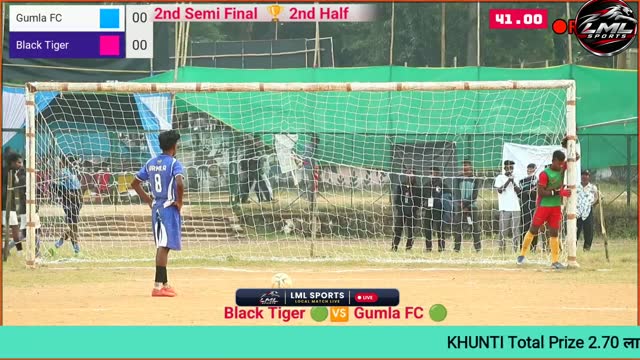 Gumla FC 00
Black Tiger 00
2nd Semi Final 🏆 2nd Half
41.00
LML
SPORTS
8
LML SPORTS
LOCAL MATCH LIVE
LIVE
Black Tiger 🟢 🆚 Gumla FC 🟢
KHUNTI Total Prize 2.70 ला